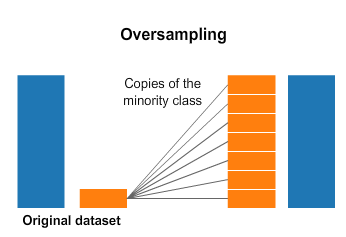 Oversampling
Copies of the
minority class
Original dataset